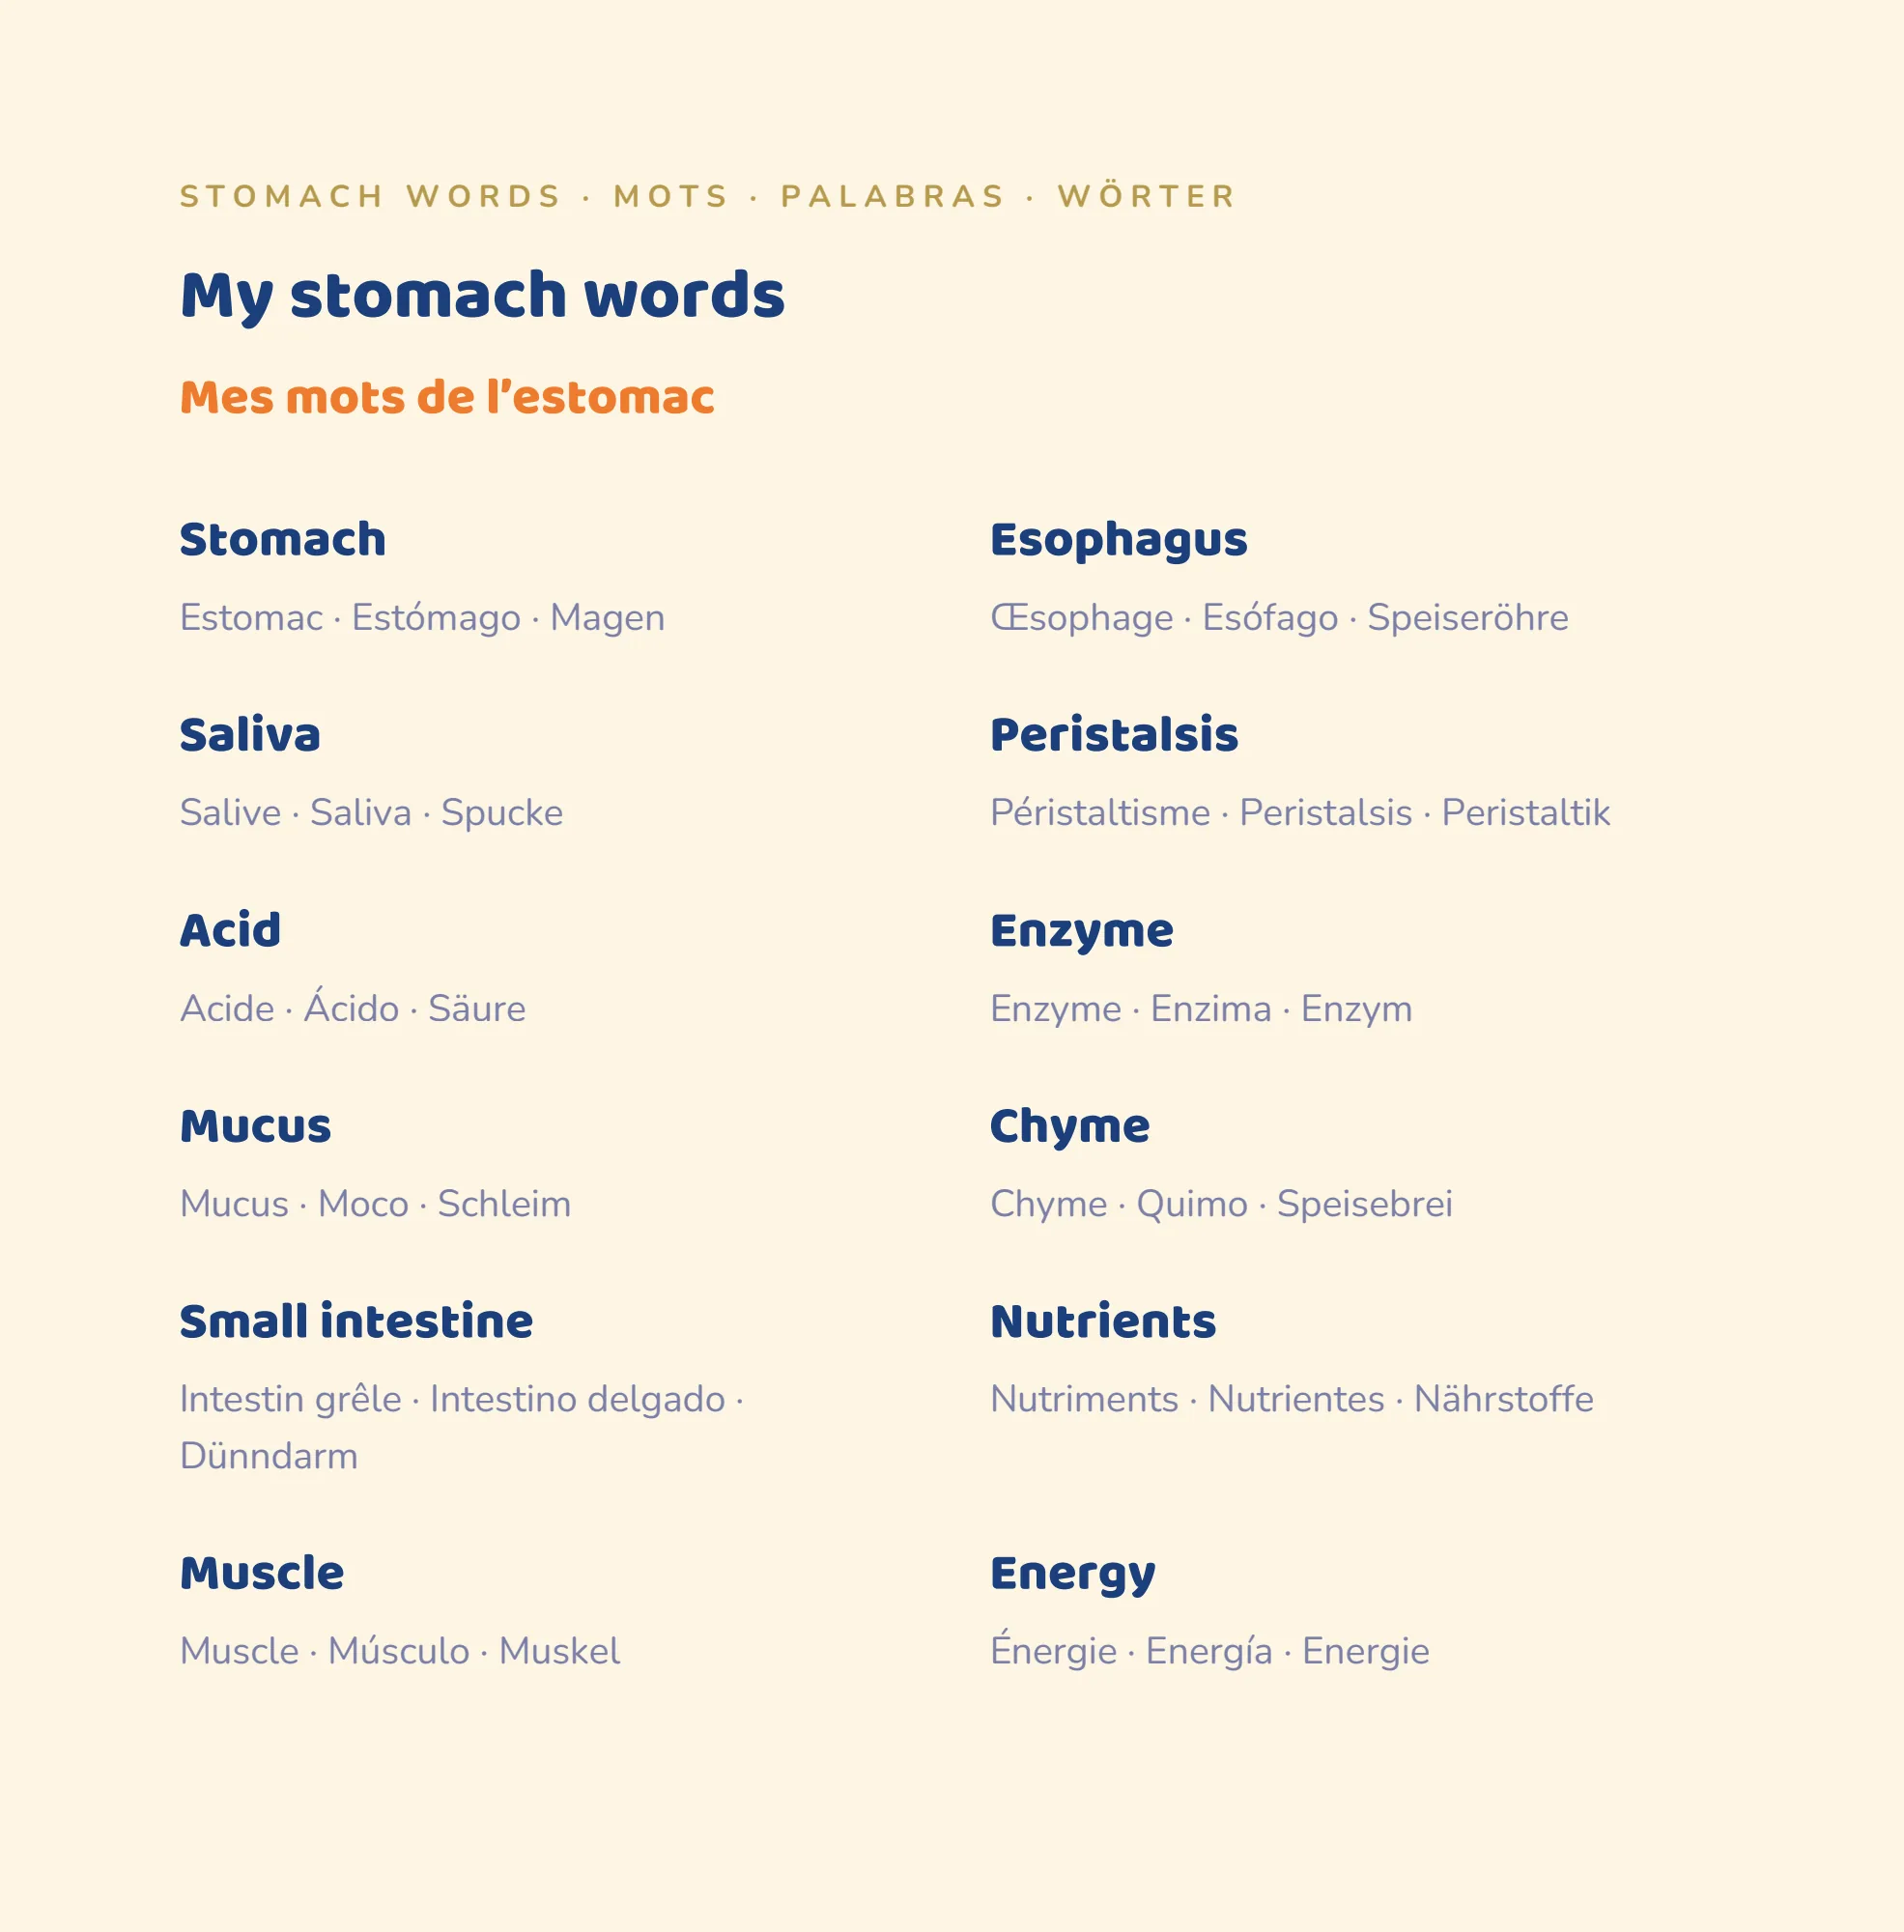 STOMACH WORDS · MOTS · PALABRAS · WÖRTER
My stomach words
Mes mots de l’estomac
Stomach
Estomac · Estómago · Magen
Esophagus
Œsophage · Esófago · Speiseröhre
Saliva
Salive · Saliva · Spucke
Peristalsis
Péristaltisme · Peristalsis · Peristaltik
Acid
Acide · Ácido · Säure
Enzyme
Enzyme · Enzima · Enzym
Mucus
Mucus · Moco · Schleim
Chyme
Chyme · Quimo · Speisebrei
Small intestine
Intestin grêle · Intestino delgado ·
Dünndarm
Nutrients
Nutriments · Nutrientes · Nährstoffe
Muscle
Muscle · Músculo · Muskel
Energy
Énergie · Energía · Energie